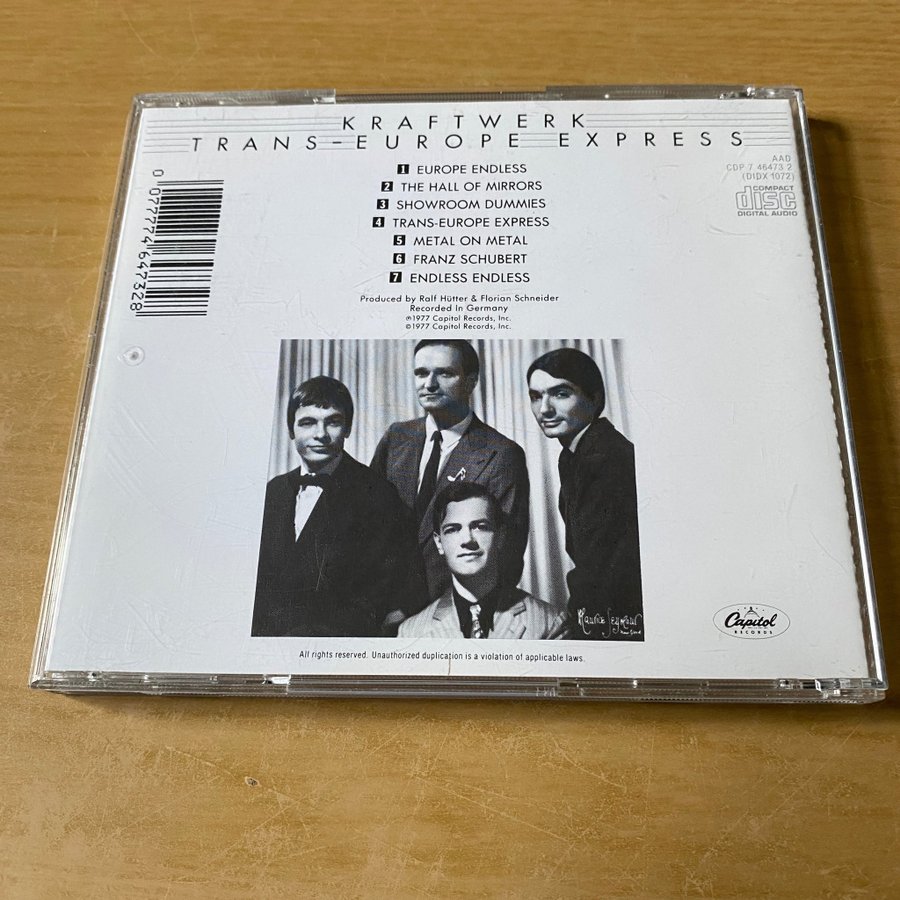 KRAFTWERK
TRANS-EUROPE EXPRESS
AAD
CDP 7 46473 2
(DIDX 1072)
COMPACT
disc
DIGITAL AUDIO
1 EUROPE ENDLESS
2 THE HALL OF MIRRORS
3 SHOWROOM DUMMIES
4 TRANS-EUROPE EXPRESS
5 METAL ON METAL
6 FRANZ SCHUBERT
7 ENDLESS ENDLESS
0 07777 46473 28
Produced by Ralf Hütter & Florian Schneider
Recorded In Germany
℗1977 Capitol Records, Inc.
©1977 Capitol Records, Inc.
Maurice Seymour
Capitol
RECORDS
All rights reserved. Unauthorized duplication is a violation of applicable laws.